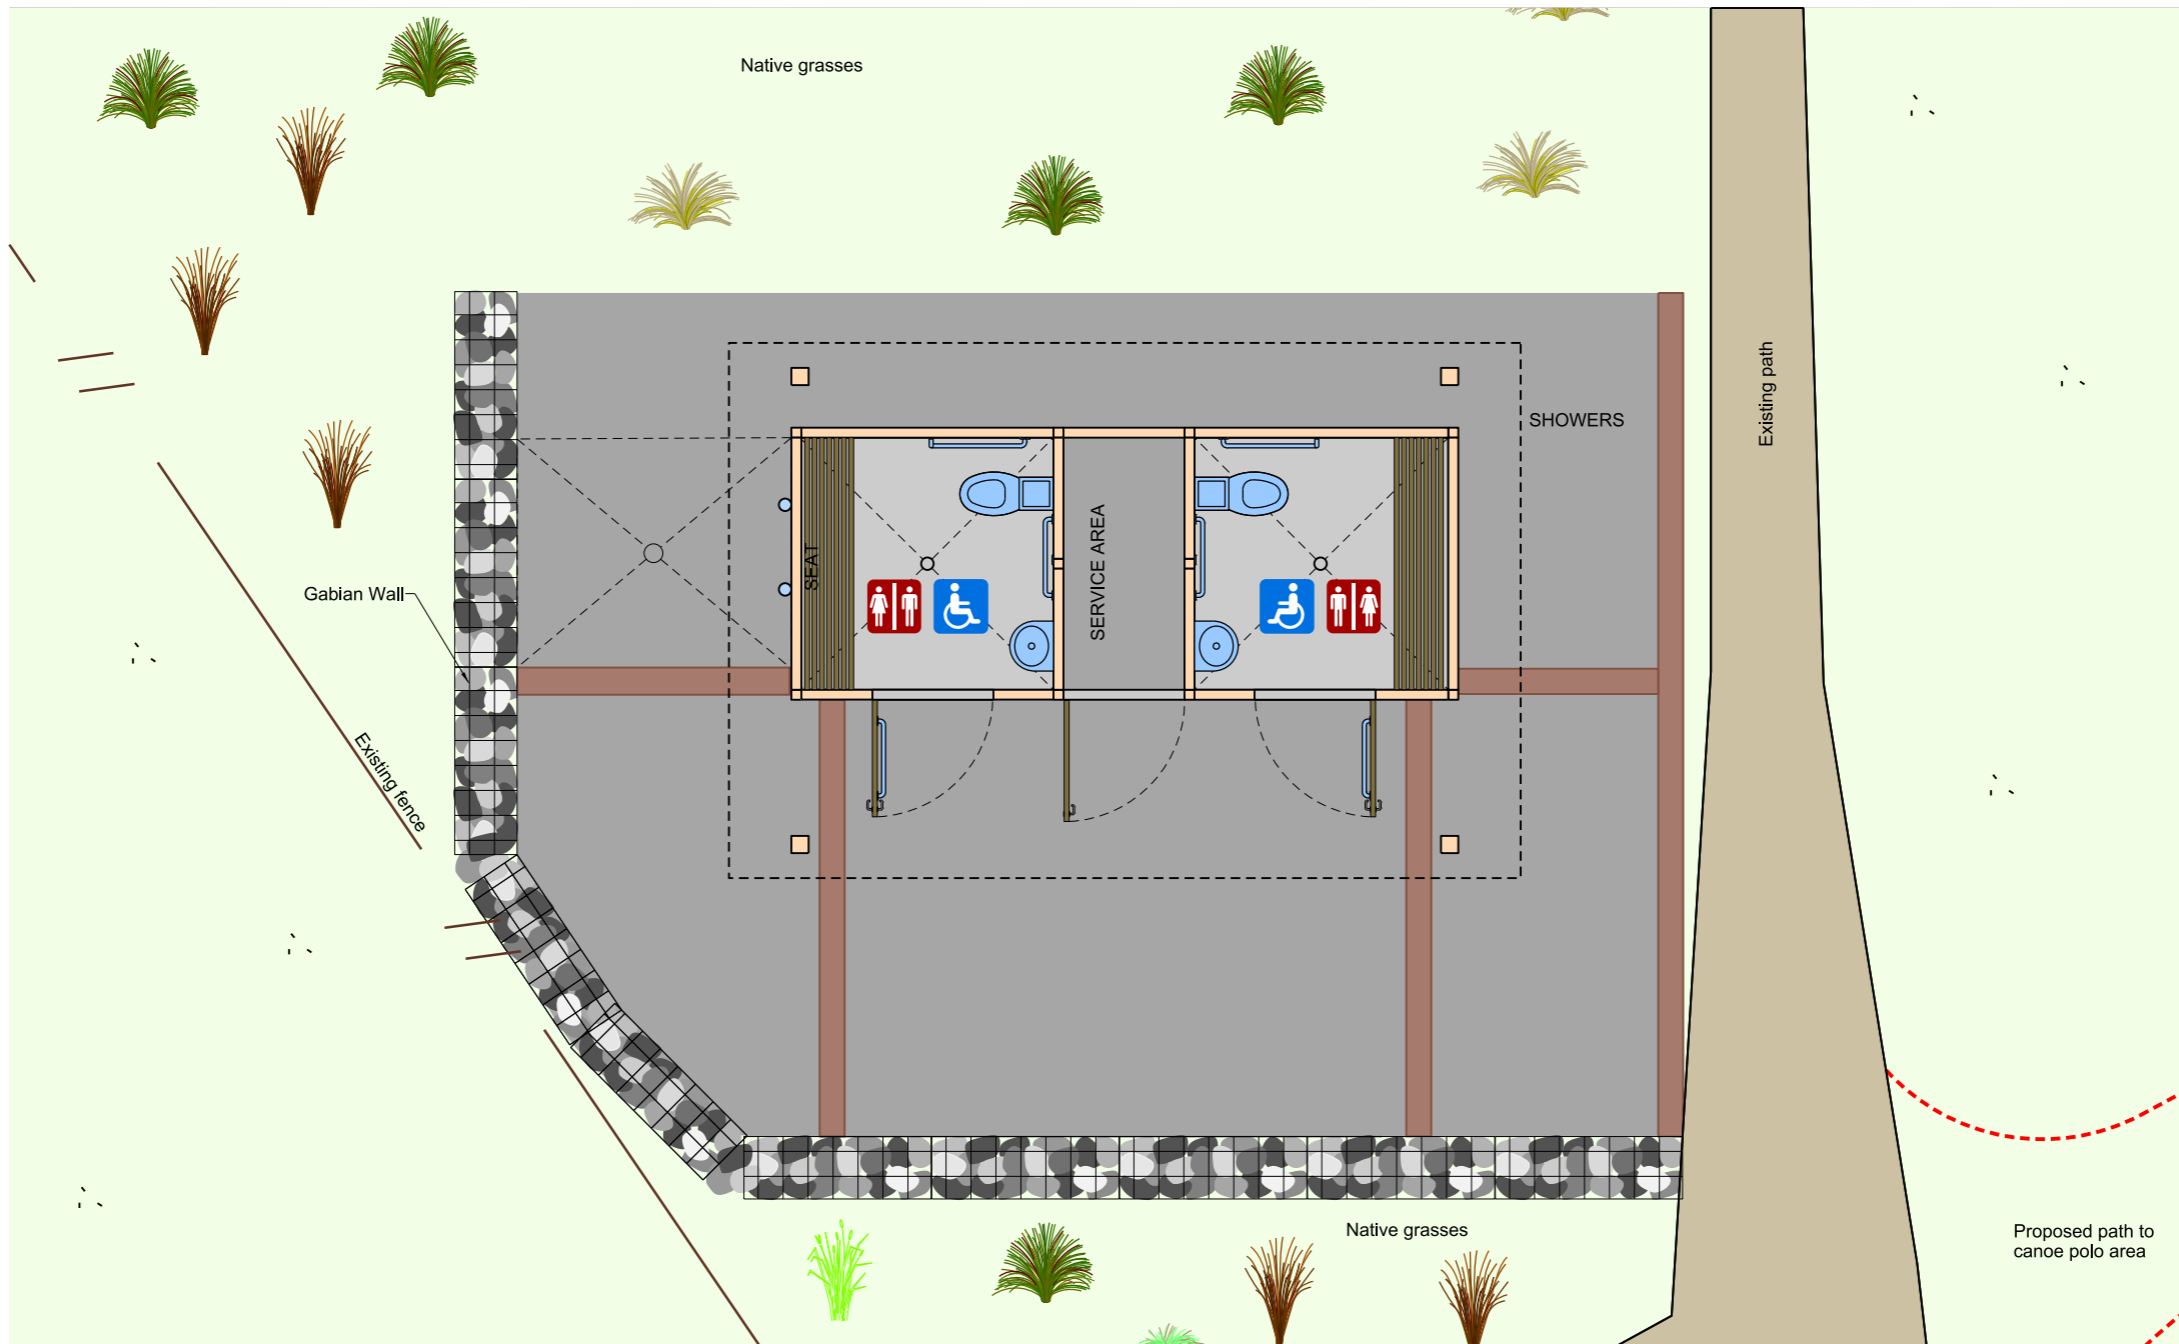 Native grasses
Existing path
SHOWERS
SEAT
SERVICE AREA
Gabian Wall
Existing fence
Native grasses
Proposed path to
canoe polo area